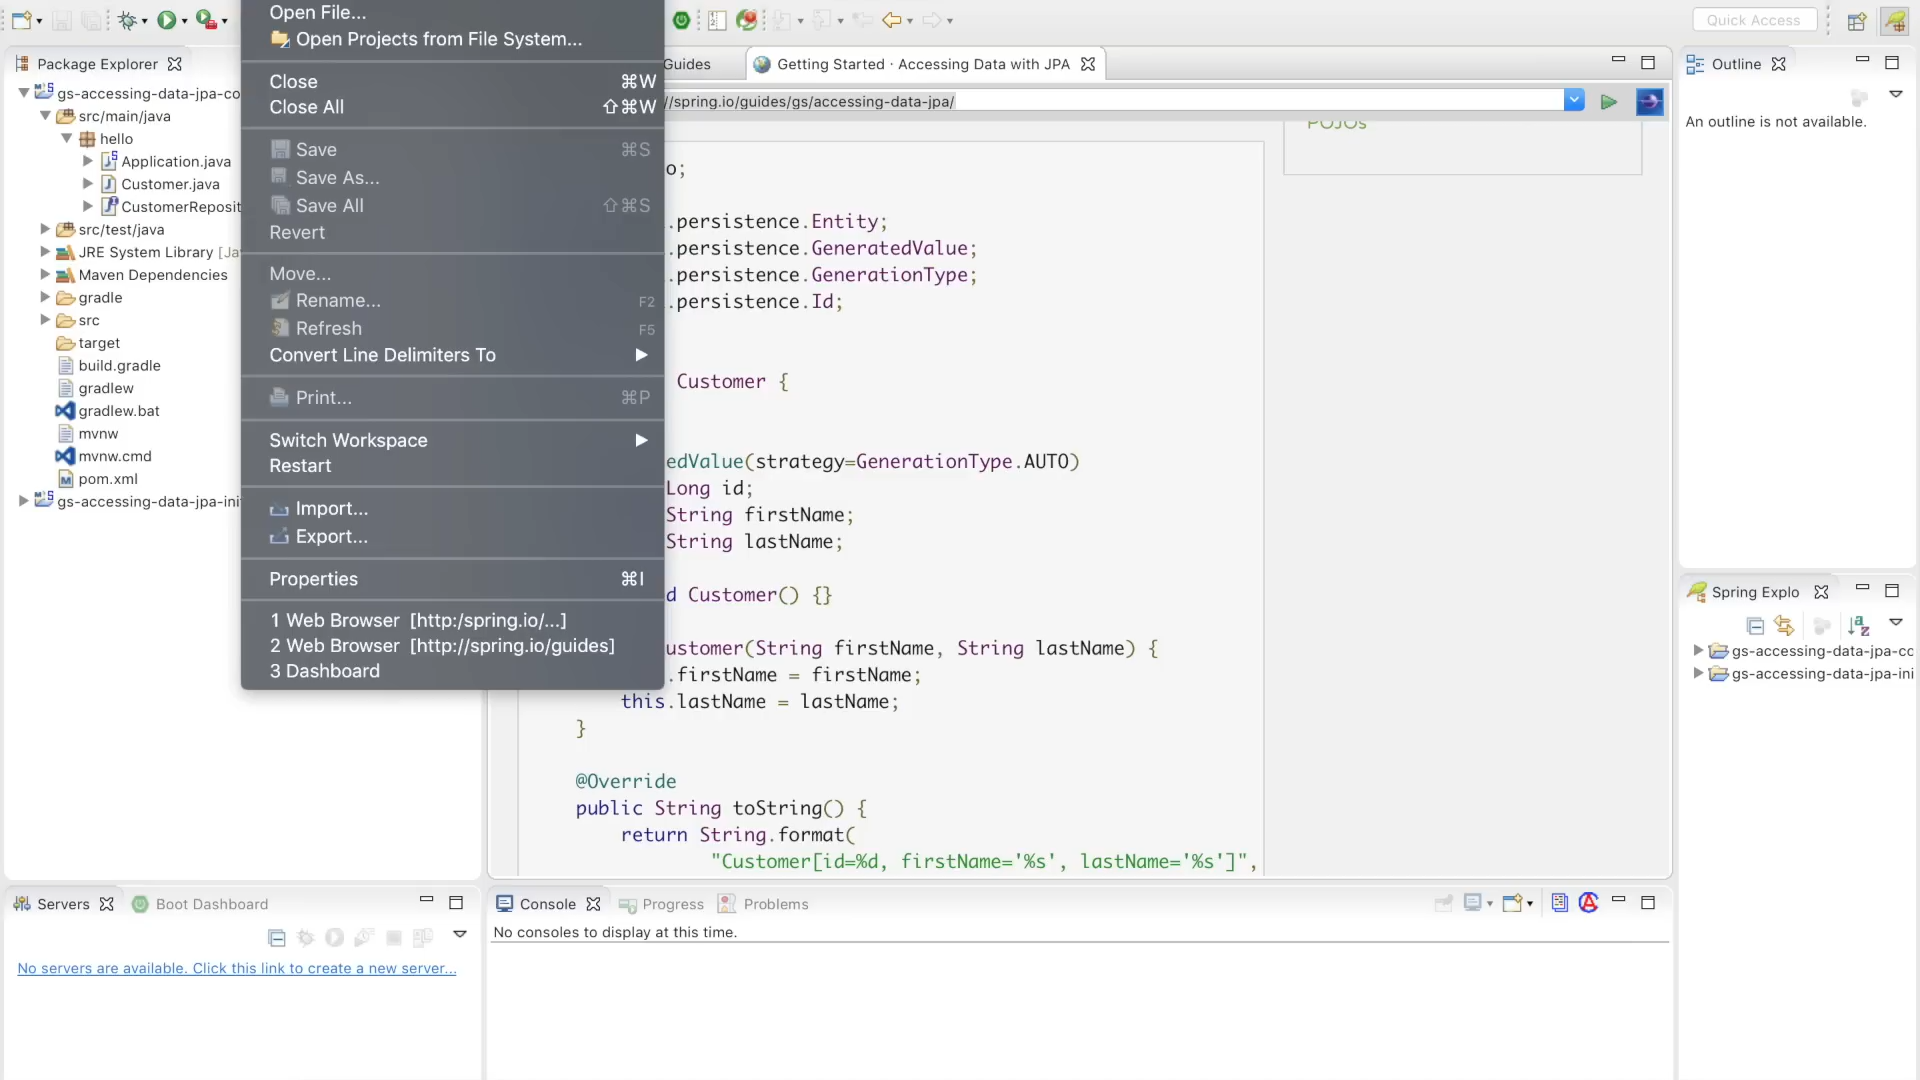 Quick Access
Package Explorer
gs-accessing-data-jpa-co
src/main/java
hello
Application.java
Customer.java
CustomerReposit
src/test/java
JRE System Library [Ja
Maven Dependencies
gradle
src
target
build.gradle
gradlew
gradlew.bat
mvnw
mvnw.cmd
pom.xml
gs-accessing-data-jpa-ini
Open File...
Open Projects from File System...
Close ⌘W
Close All ⇧⌘W
Save ⌘S
Save As...
Save All ⇧⌘S
Revert
Move...
Rename... F2
Refresh F5
Convert Line Delimiters To
Print... ⌘P
Switch Workspace
Restart
Import...
Export...
Properties ⌘I
1 Web Browser [http:/spring.io/...]
2 Web Browser [http://spring.io/guides]
3 Dashboard
Guides
Getting Started · Accessing Data with JPA
//spring.io/guides/gs/accessing-data-jpa/
POJOs
o;
.persistence.Entity;
.persistence.GeneratedValue;
.persistence.GenerationType;
.persistence.Id;
Customer {
edValue(strategy=GenerationType.AUTO)
Long id;
String firstName;
String lastName;
d Customer() {}
ustomer(String firstName, String lastName) {
.firstName = firstName;
this.lastName = lastName;
}
@Override
public String toString() {
return String.format(
"Customer[id=%d, firstName='%s', lastName='%s']",
Outline
An outline is not available.
Spring Explo
gs-accessing-data-jpa-co
gs-accessing-data-jpa-ini
Servers
Boot Dashboard
No servers are available. Click this link to create a new server...
Console
Progress
Problems
No consoles to display at this time.